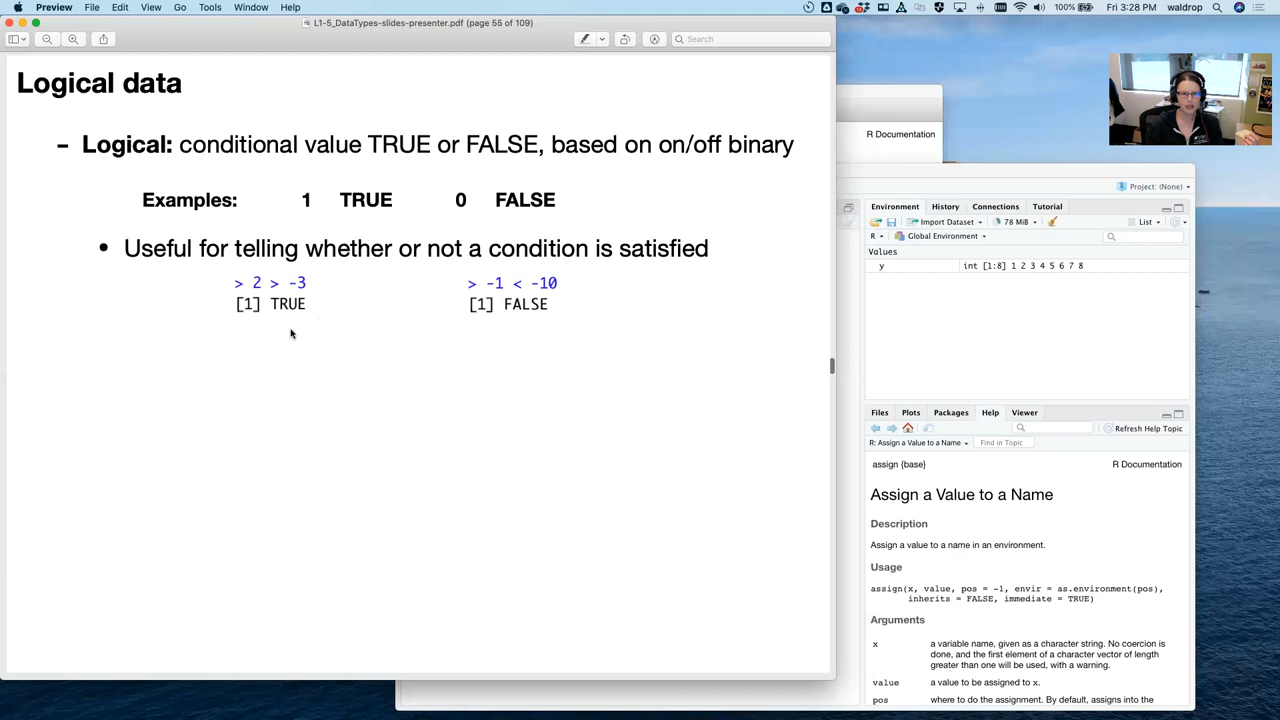 Preview File Edit View Go Tools Window Help
100% Fri 3:28 PM waldrop
L1-5_DataTypes-slides-presenter.pdf (page 55 of 109)
Search
Logical data
- Logical: conditional value TRUE or FALSE, based on on/off binary
Examples: 1 TRUE 0 FALSE
• Useful for telling whether or not a condition is satisfied
> 2 > -3 > -1 < -10
[1] TRUE [1] FALSE
R Documentation
Project: (None)
Environment History Connections Tutorial
Import Dataset 78 MiB List
R Global Environment
Values
y int [1:8] 1 2 3 4 5 6 7 8
Files Plots Packages Help Viewer
Refresh Help Topic
R: Assign a Value to a Name Find in Topic
assign {base} R Documentation
Assign a Value to a Name
Description
Assign a value to a name in an environment.
Usage
assign(x, value, pos = -1, envir = as.environment(pos),
inherits = FALSE, immediate = TRUE)
Arguments
x a variable name, given as a character string. No coercion is
done, and the first element of a character vector of length
greater than one will be used, with a warning.
value a value to be assigned to x.
pos where to do the assignment. By default, assigns into the